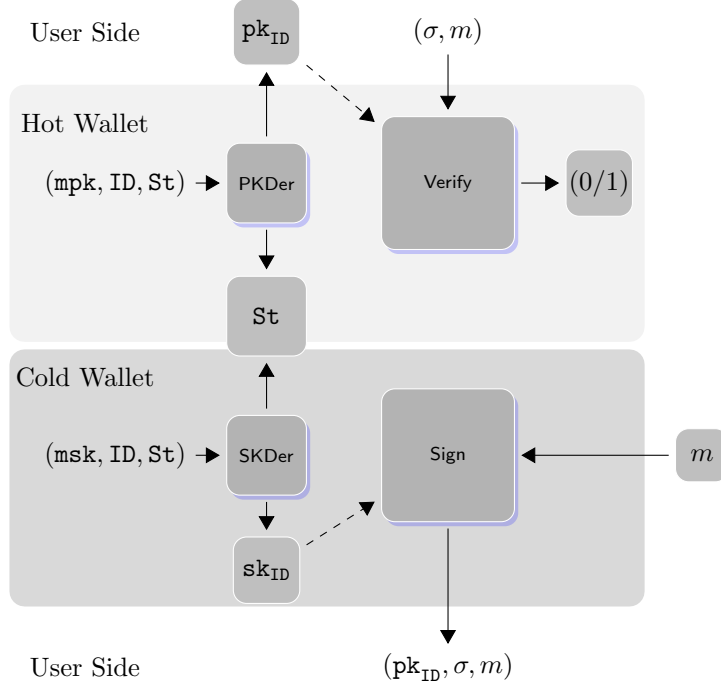 User Side
pk_ID
(σ, m)
Hot Wallet
(mpk, ID, St)
PKDer
Verify
(0/1)
St
Cold Wallet
(msk, ID, St)
SKDer
Sign
m
sk_ID
User Side
(pk_ID, σ, m)